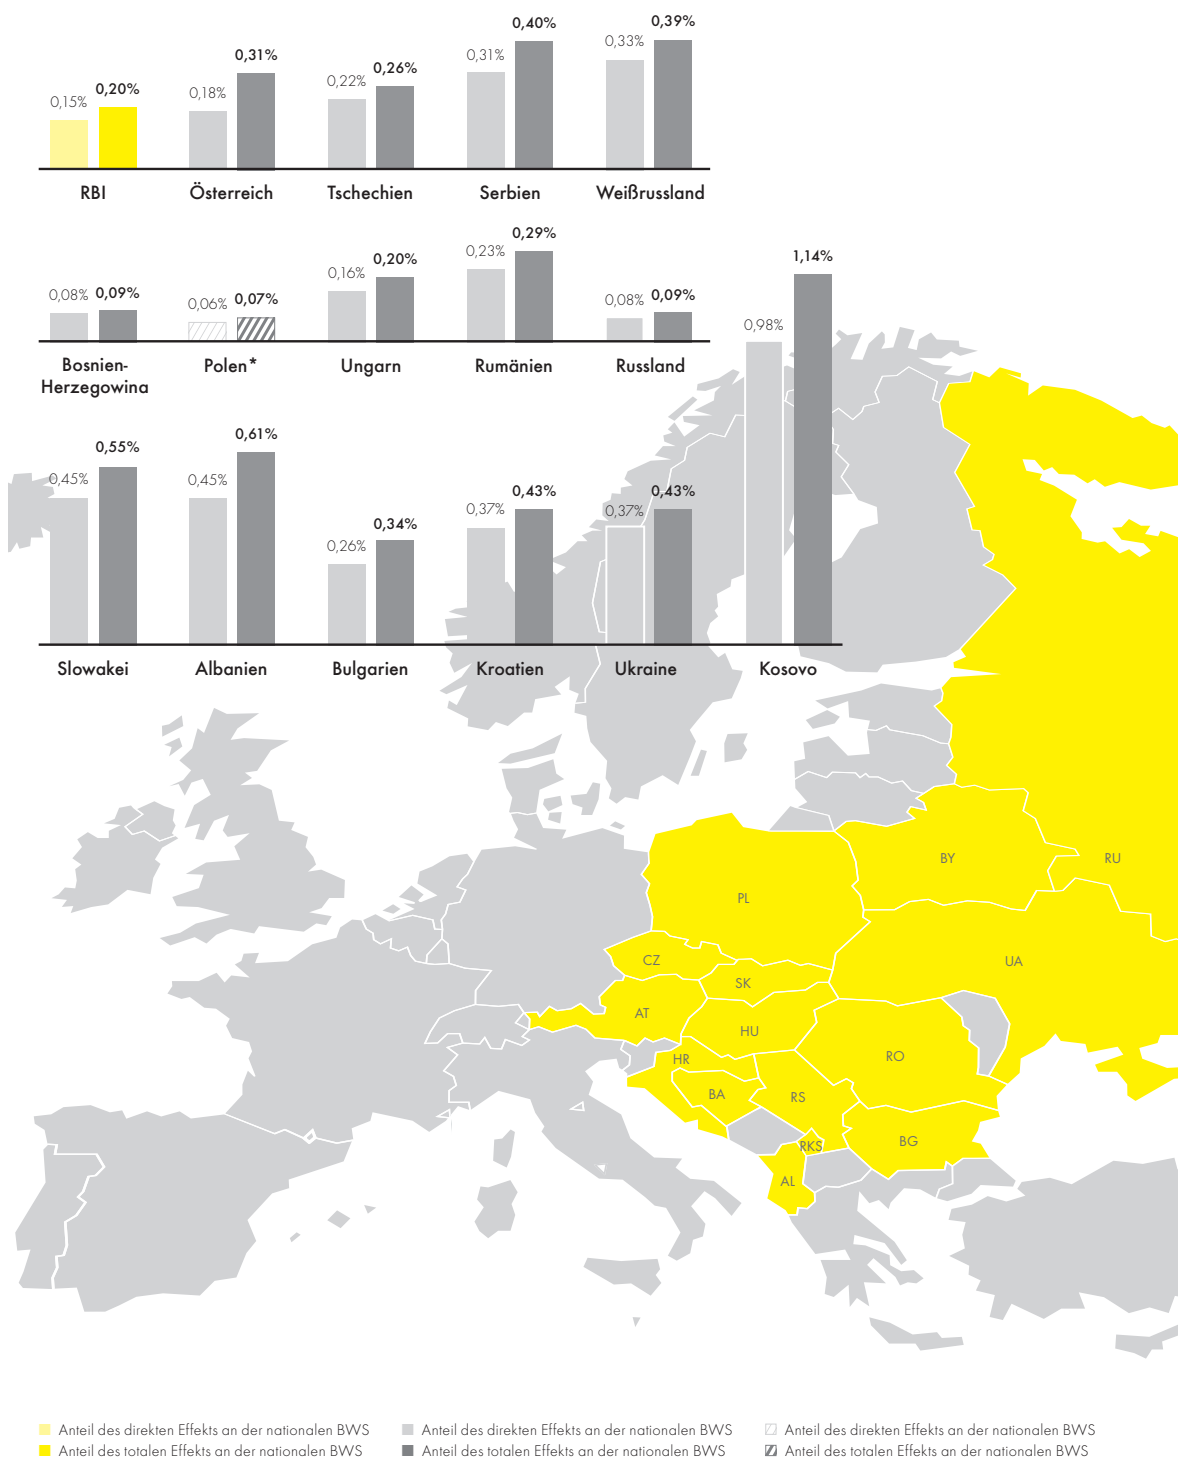 0,15% 0,20% 0,18% 0,31% 0,22% 0,26% 0,31% 0,40% 0,33% 0,39%
RBI Österreich Tschechien Serbien Weißrussland
0,08% 0,09% 0,06% 0,07% 0,16% 0,20% 0,23% 0,29% 0,08% 0,09%
Bosnien-
Herzegowina Polen* Ungarn Rumänien Russland
0,45% 0,55% 0,45% 0,61% 0,26% 0,34% 0,37% 0,43% 0,37% 0,43% 0,98% 1,14%
Slowakei Albanien Bulgarien Kroatien Ukraine Kosovo
BY RU
PL
CZ UA
SK
AT
HU
HR RO
BA RS
RKS BG
AL
Anteil des direkten Effekts an der nationalen BWS Anteil des direkten Effekts an der nationalen BWS Anteil des direkten Effekts an der nationalen BWS
Anteil des totalen Effekts an der nationalen BWS Anteil des totalen Effekts an der nationalen BWS Anteil des totalen Effekts an der nationalen BWS